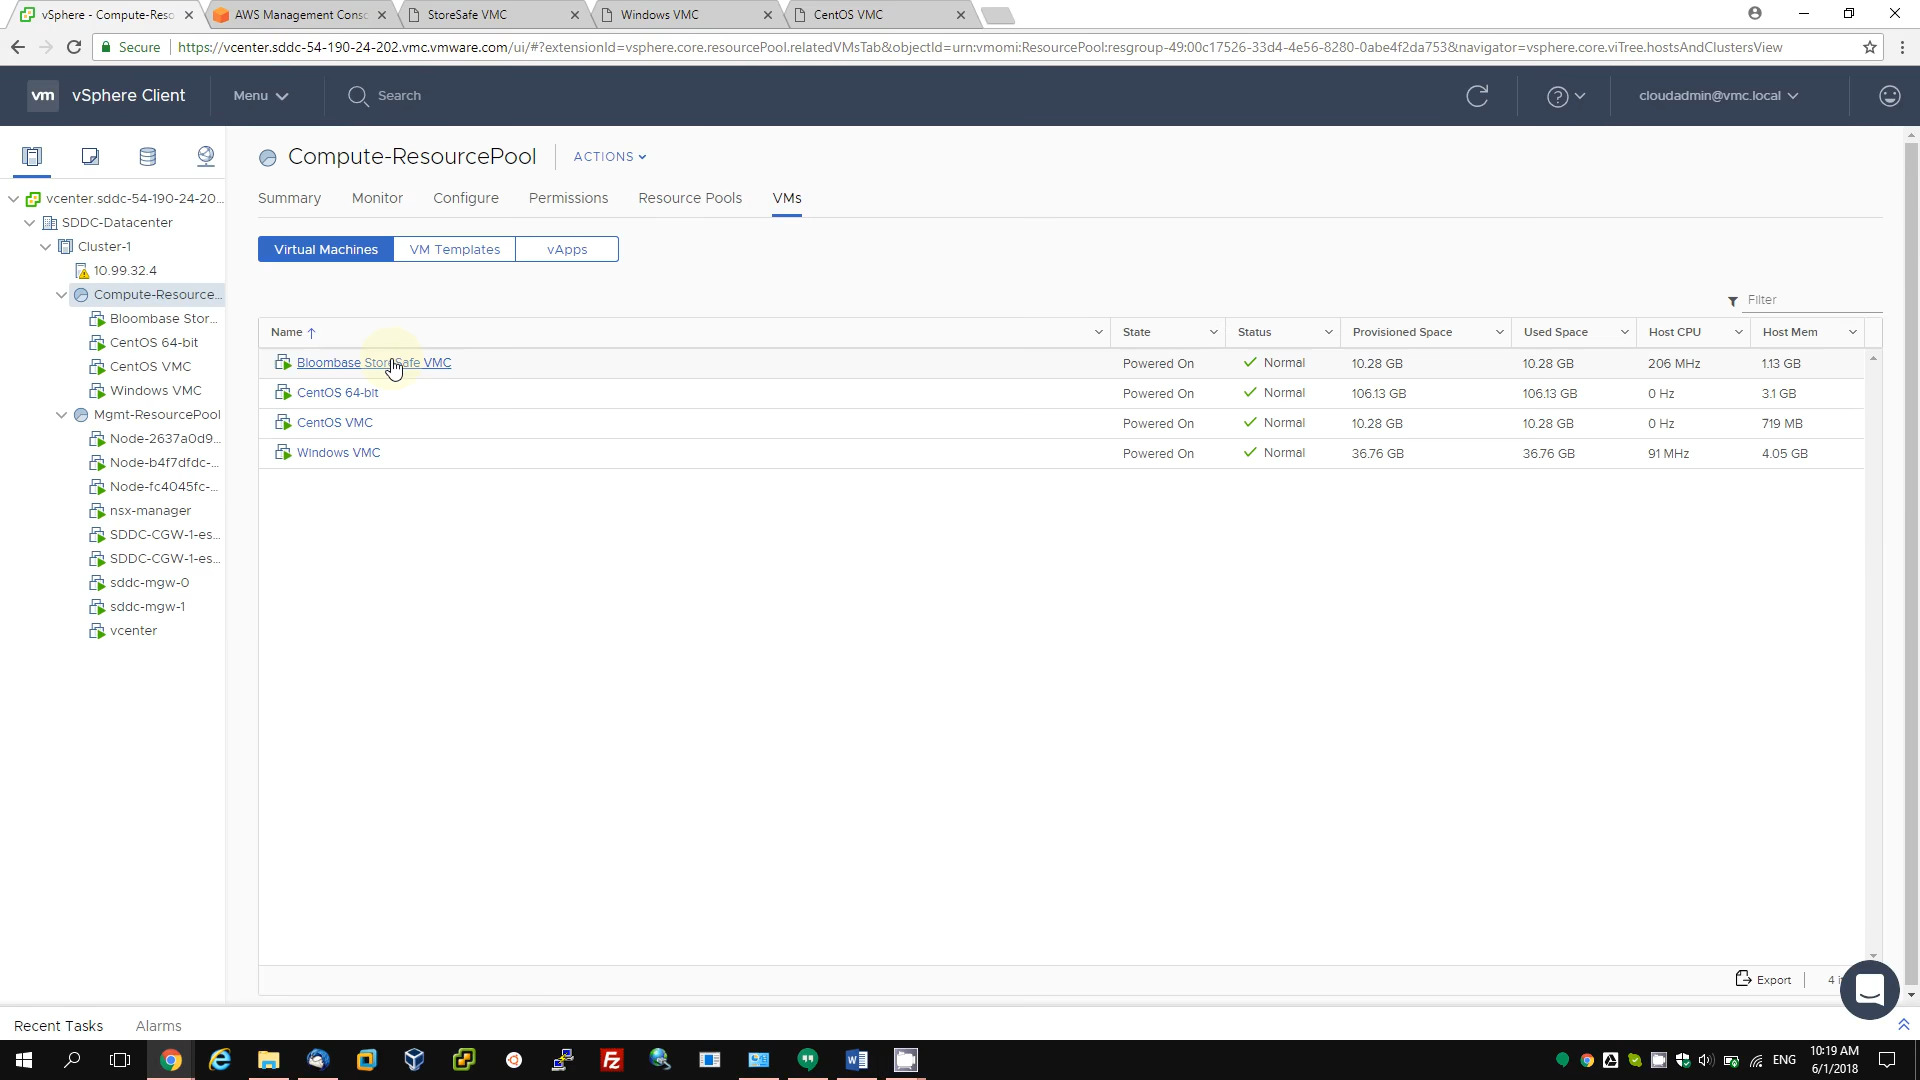 vSphere - Compute-Reso
AWS Management Conso
StoreSafe VMC
Windows VMC
CentOS VMC
Secure
https://vcenter.sddc-54-190-24-202.vmc.vmware.com/ui/#?extensionId=vsphere.core.resourcePool.relatedVMsTab&objectId=urn:vmomi:ResourcePool:resgroup-49:00c17526-33d4-4e56-8280-0abe4f2da753&navigator=vsphere.core.viTree.hostsAndClustersView
vm
vSphere Client
Menu
Search
cloudadmin@vmc.local
vcenter.sddc-54-190-24-20...
SDDC-Datacenter
Cluster-1
10.99.32.4
Compute-Resource...
Bloombase Stor...
CentOS 64-bit
CentOS VMC
Windows VMC
Mgmt-ResourcePool
Node-2637a0d9...
Node-b4f7dfdc-...
Node-fc4045fc-...
nsx-manager
SDDC-CGW-1-es...
SDDC-CGW-1-es...
sddc-mgw-0
sddc-mgw-1
vcenter
Compute-ResourcePool
ACTIONS
Summary Monitor Configure Permissions Resource Pools VMs
Virtual Machines VM Templates vApps
Filter
Name State Status Provisioned Space Used Space Host CPU Host Mem
Bloombase StoreSafe VMC Powered On Normal 10.28 GB 10.28 GB 206 MHz 1.13 GB
CentOS 64-bit Powered On Normal 106.13 GB 106.13 GB 0 Hz 3.1 GB
CentOS VMC Powered On Normal 10.28 GB 10.28 GB 0 Hz 719 MB
Windows VMC Powered On Normal 36.76 GB 36.76 GB 91 MHz 4.05 GB
Export
4
Recent Tasks
Alarms
ENG
10:19 AM
6/1/2018